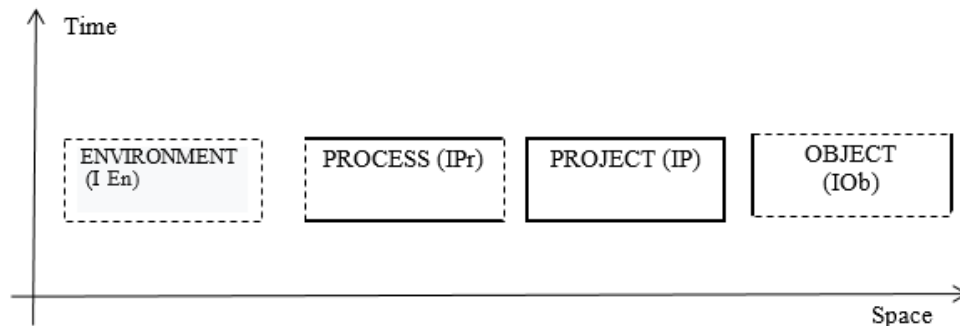 Time
ENVIRONMENT
(I En)
PROCESS (IPr)
PROJECT (IP)
OBJECT
(IOb)
Space